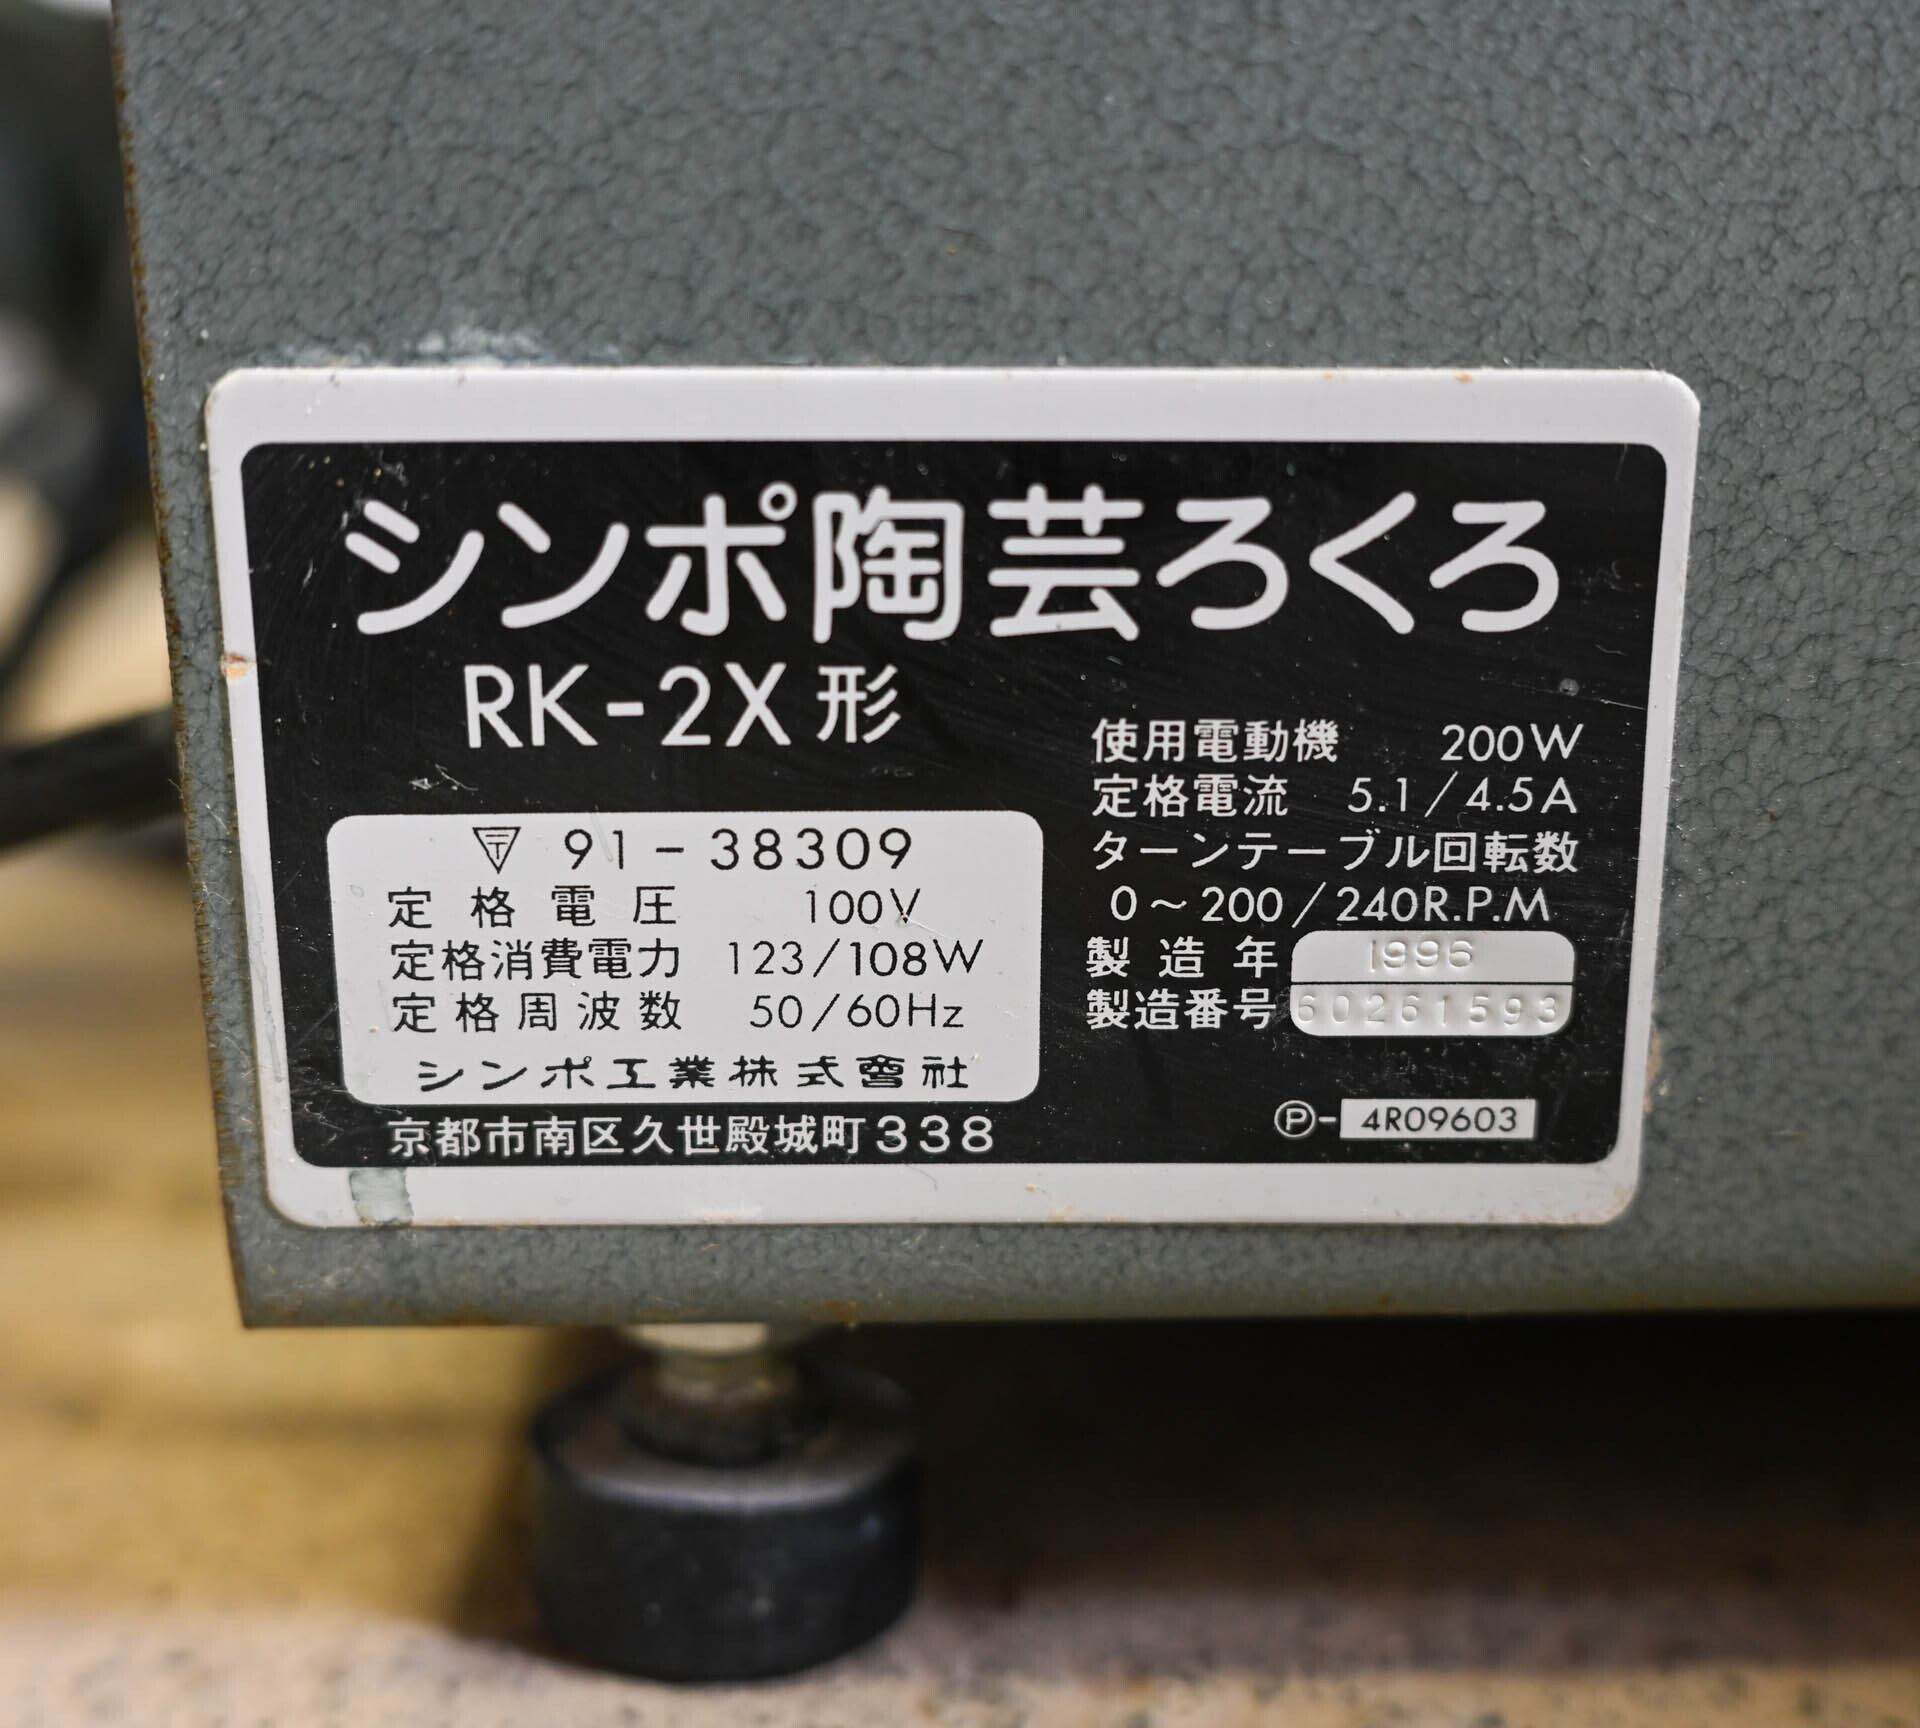 シンポ陶芸ろくろ
RK-2X形
〒 91-38309
定格電圧 100V
定格消費電力 123/108W
定格周波数 50/60Hz
シンポ工業株式會社
京都市南区久世殿城町338
使用電動機 200W
定格電流 5.1/4.5A
ターンテーブル回転数
0～200/240R.P.M
製造年 1996
製造番号 60261593
Ⓟ-4R09603